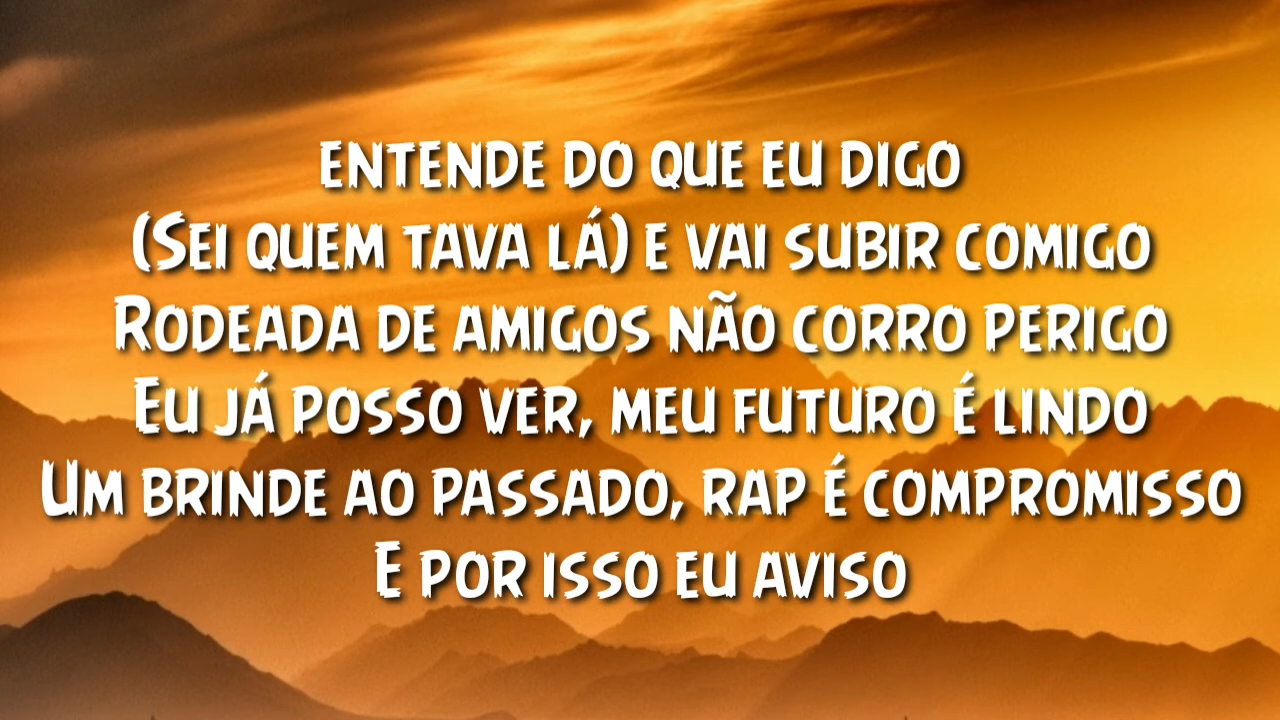 entende do que eu digo
(Sei quem tava lá) e vai subir comigo
Rodeada de amigos não corro perigo
Eu já posso ver, meu futuro é lindo
Um brinde ao passado, rap é compromisso
E por isso eu aviso